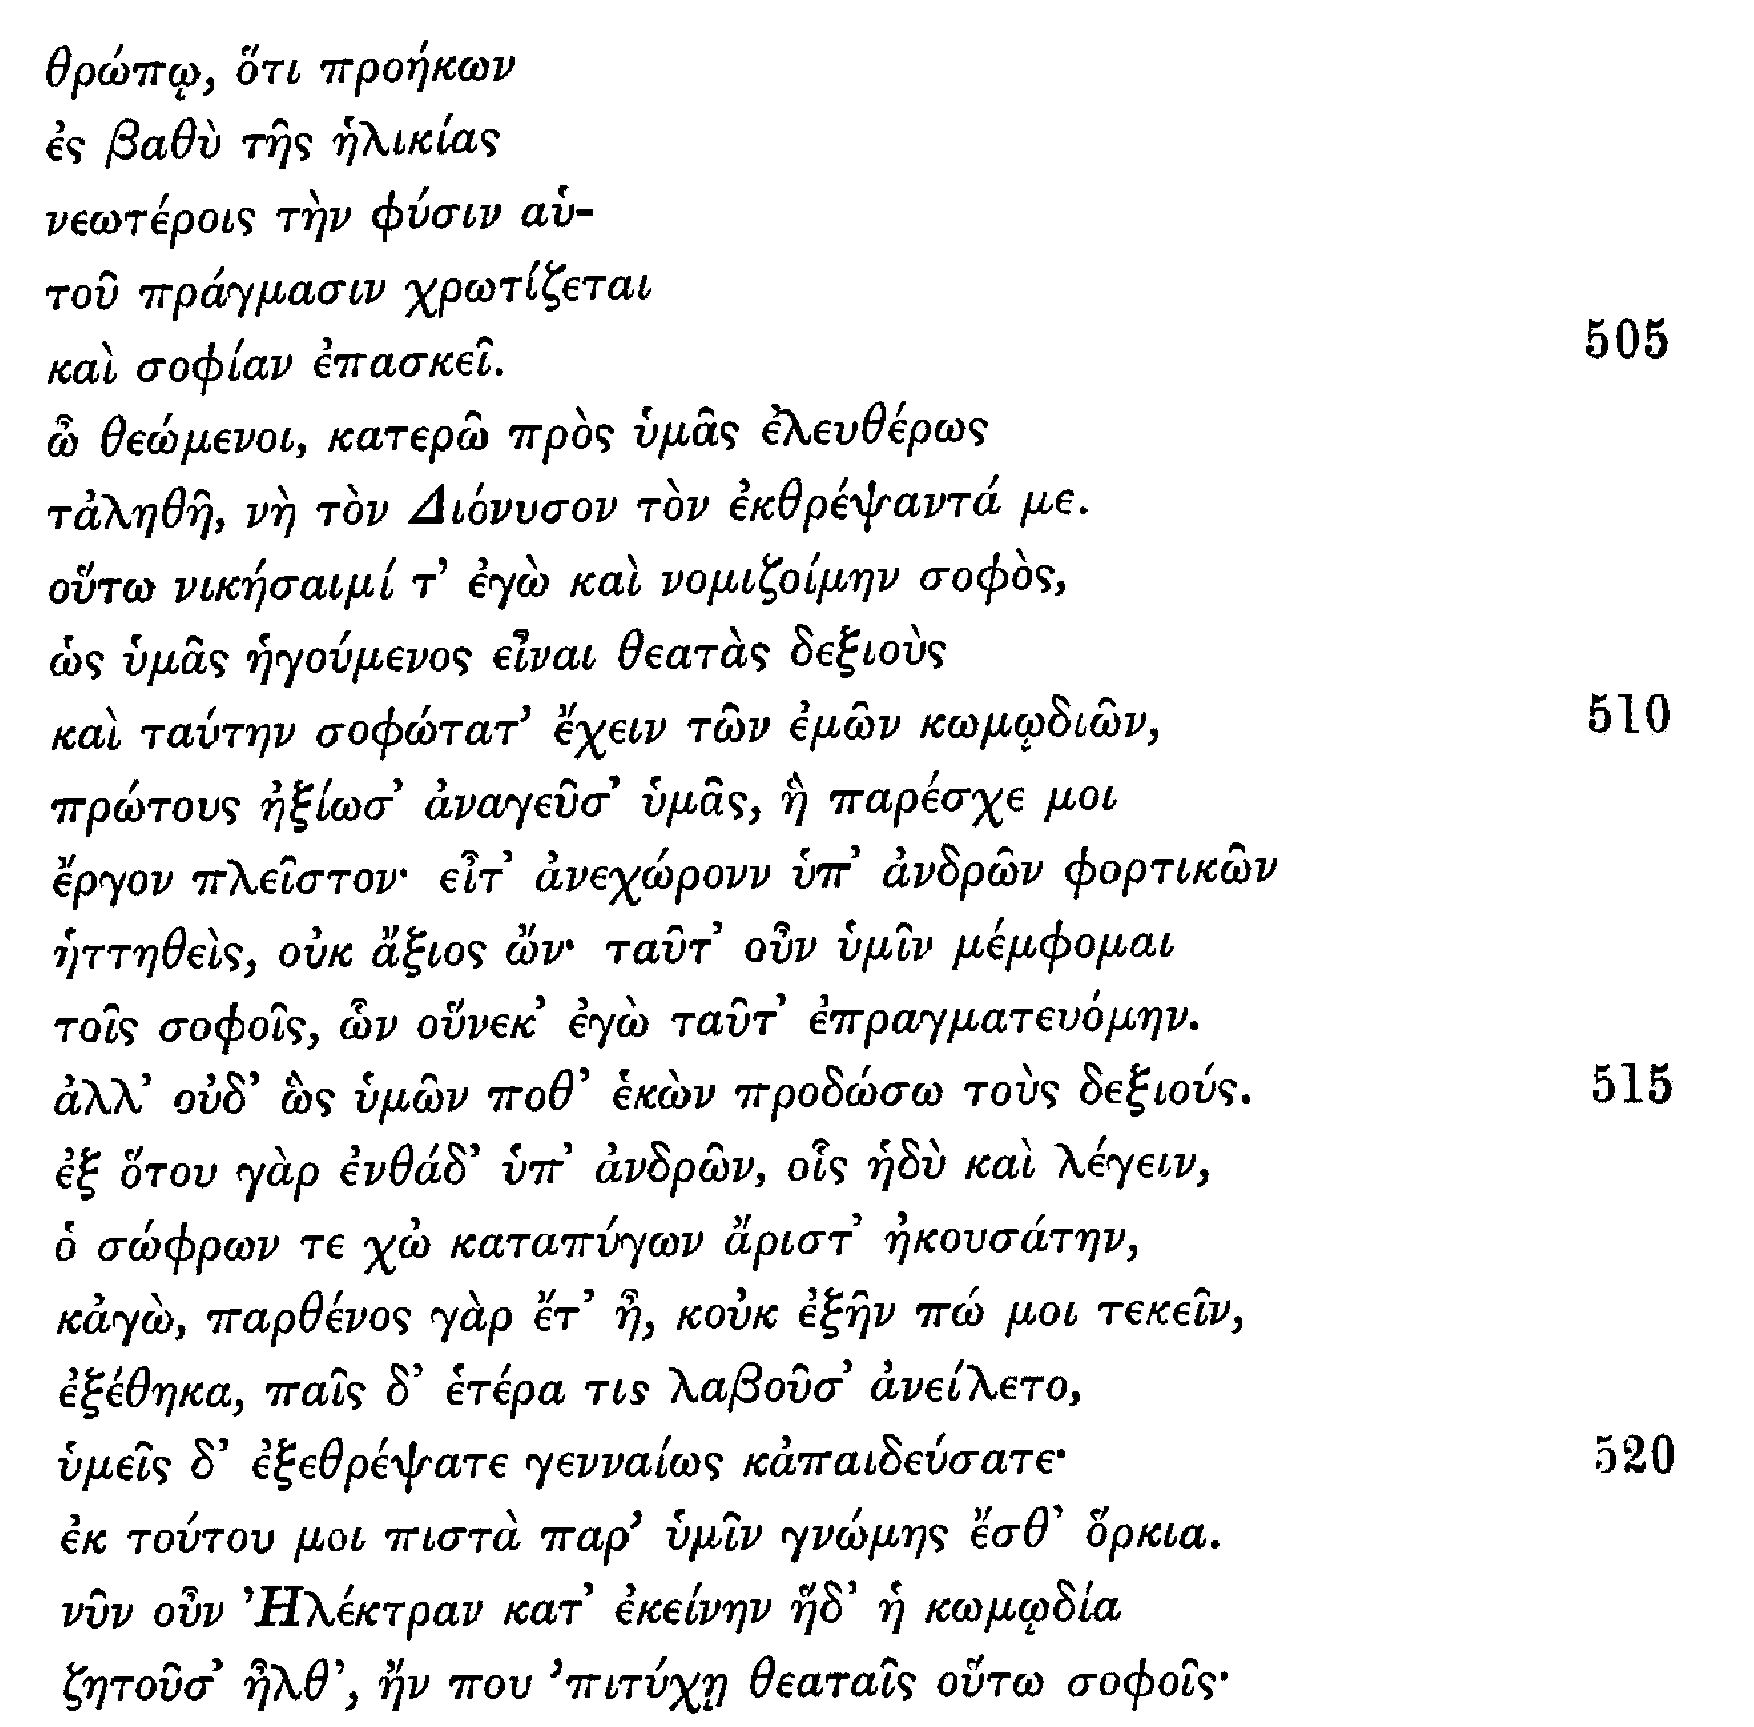 θρώπῳ, ὅτι προήκων
ἐς βαθὺ τῆς ἡλικίας
νεωτέροις τὴν φύσιν αὑ-
τοῦ πράγμασιν χρωτίζεται
καὶ σοφίαν ἐπασκεῖ. 505
ὦ θεώμενοι, κατερῶ πρὸς ὑμᾶς ἐλευθέρως
τἀληθῆ, νὴ τὸν Διόνυσον τὸν ἐκθρέψαντά με.
οὕτω νικήσαιμί τ’ ἐγὼ καὶ νομιζοίμην σοφὸς,
ὡς ὑμᾶς ἡγούμενος εἶναι θεατὰς δεξιοὺς
καὶ ταύτην σοφώτατ’ ἔχειν τῶν ἐμῶν κωμῳδιῶν, 510
πρώτους ἠξίωσ’ ἀναγεῦσ’ ὑμᾶς, ἣ παρέσχε μοι
ἔργον πλεῖστον· εἶτ’ ἀνεχώρουν ὑπ’ ἀνδρῶν φορτικῶν
ἡττηθεὶς, οὐκ ἄξιος ὤν· ταῦτ’ οὖν ὑμῖν μέμφομαι
τοῖς σοφοῖς, ὧν οὕνεκ’ ἐγὼ ταῦτ’ ἐπραγματευόμην.
ἀλλ’ οὐδ’ ὣς ὑμῶν ποθ’ ἑκὼν προδώσω τοὺς δεξιούς. 515
ἐξ ὅτου γὰρ ἐνθάδ’ ὑπ’ ἀνδρῶν, οἷς ἡδὺ καὶ λέγειν,
ὁ σώφρων τε χὠ καταπύγων ἄριστ’ ἠκουσάτην,
κἀγὼ, παρθένος γὰρ ἔτ’ ἦ, κοὐκ ἐξῆν πώ μοι τεκεῖν,
ἐξέθηκα, παῖς δ’ ἑτέρα τις λαβοῦσ’ ἀνείλετο,
ὑμεῖς δ’ ἐξεθρέψατε γενναίως κἀπαιδεύσατε· 520
ἐκ τούτου μοι πιστὰ παρ’ ὑμῖν γνώμης ἔσθ’ ὅρκια.
νῦν οὖν Ἠλέκτραν κατ’ ἐκείνην ἥδ’ ἡ κωμῳδία
ζητοῦσ’ ἦλθ’, ἤν που ’πιτύχῃ θεαταῖς οὕτω σοφοῖς·